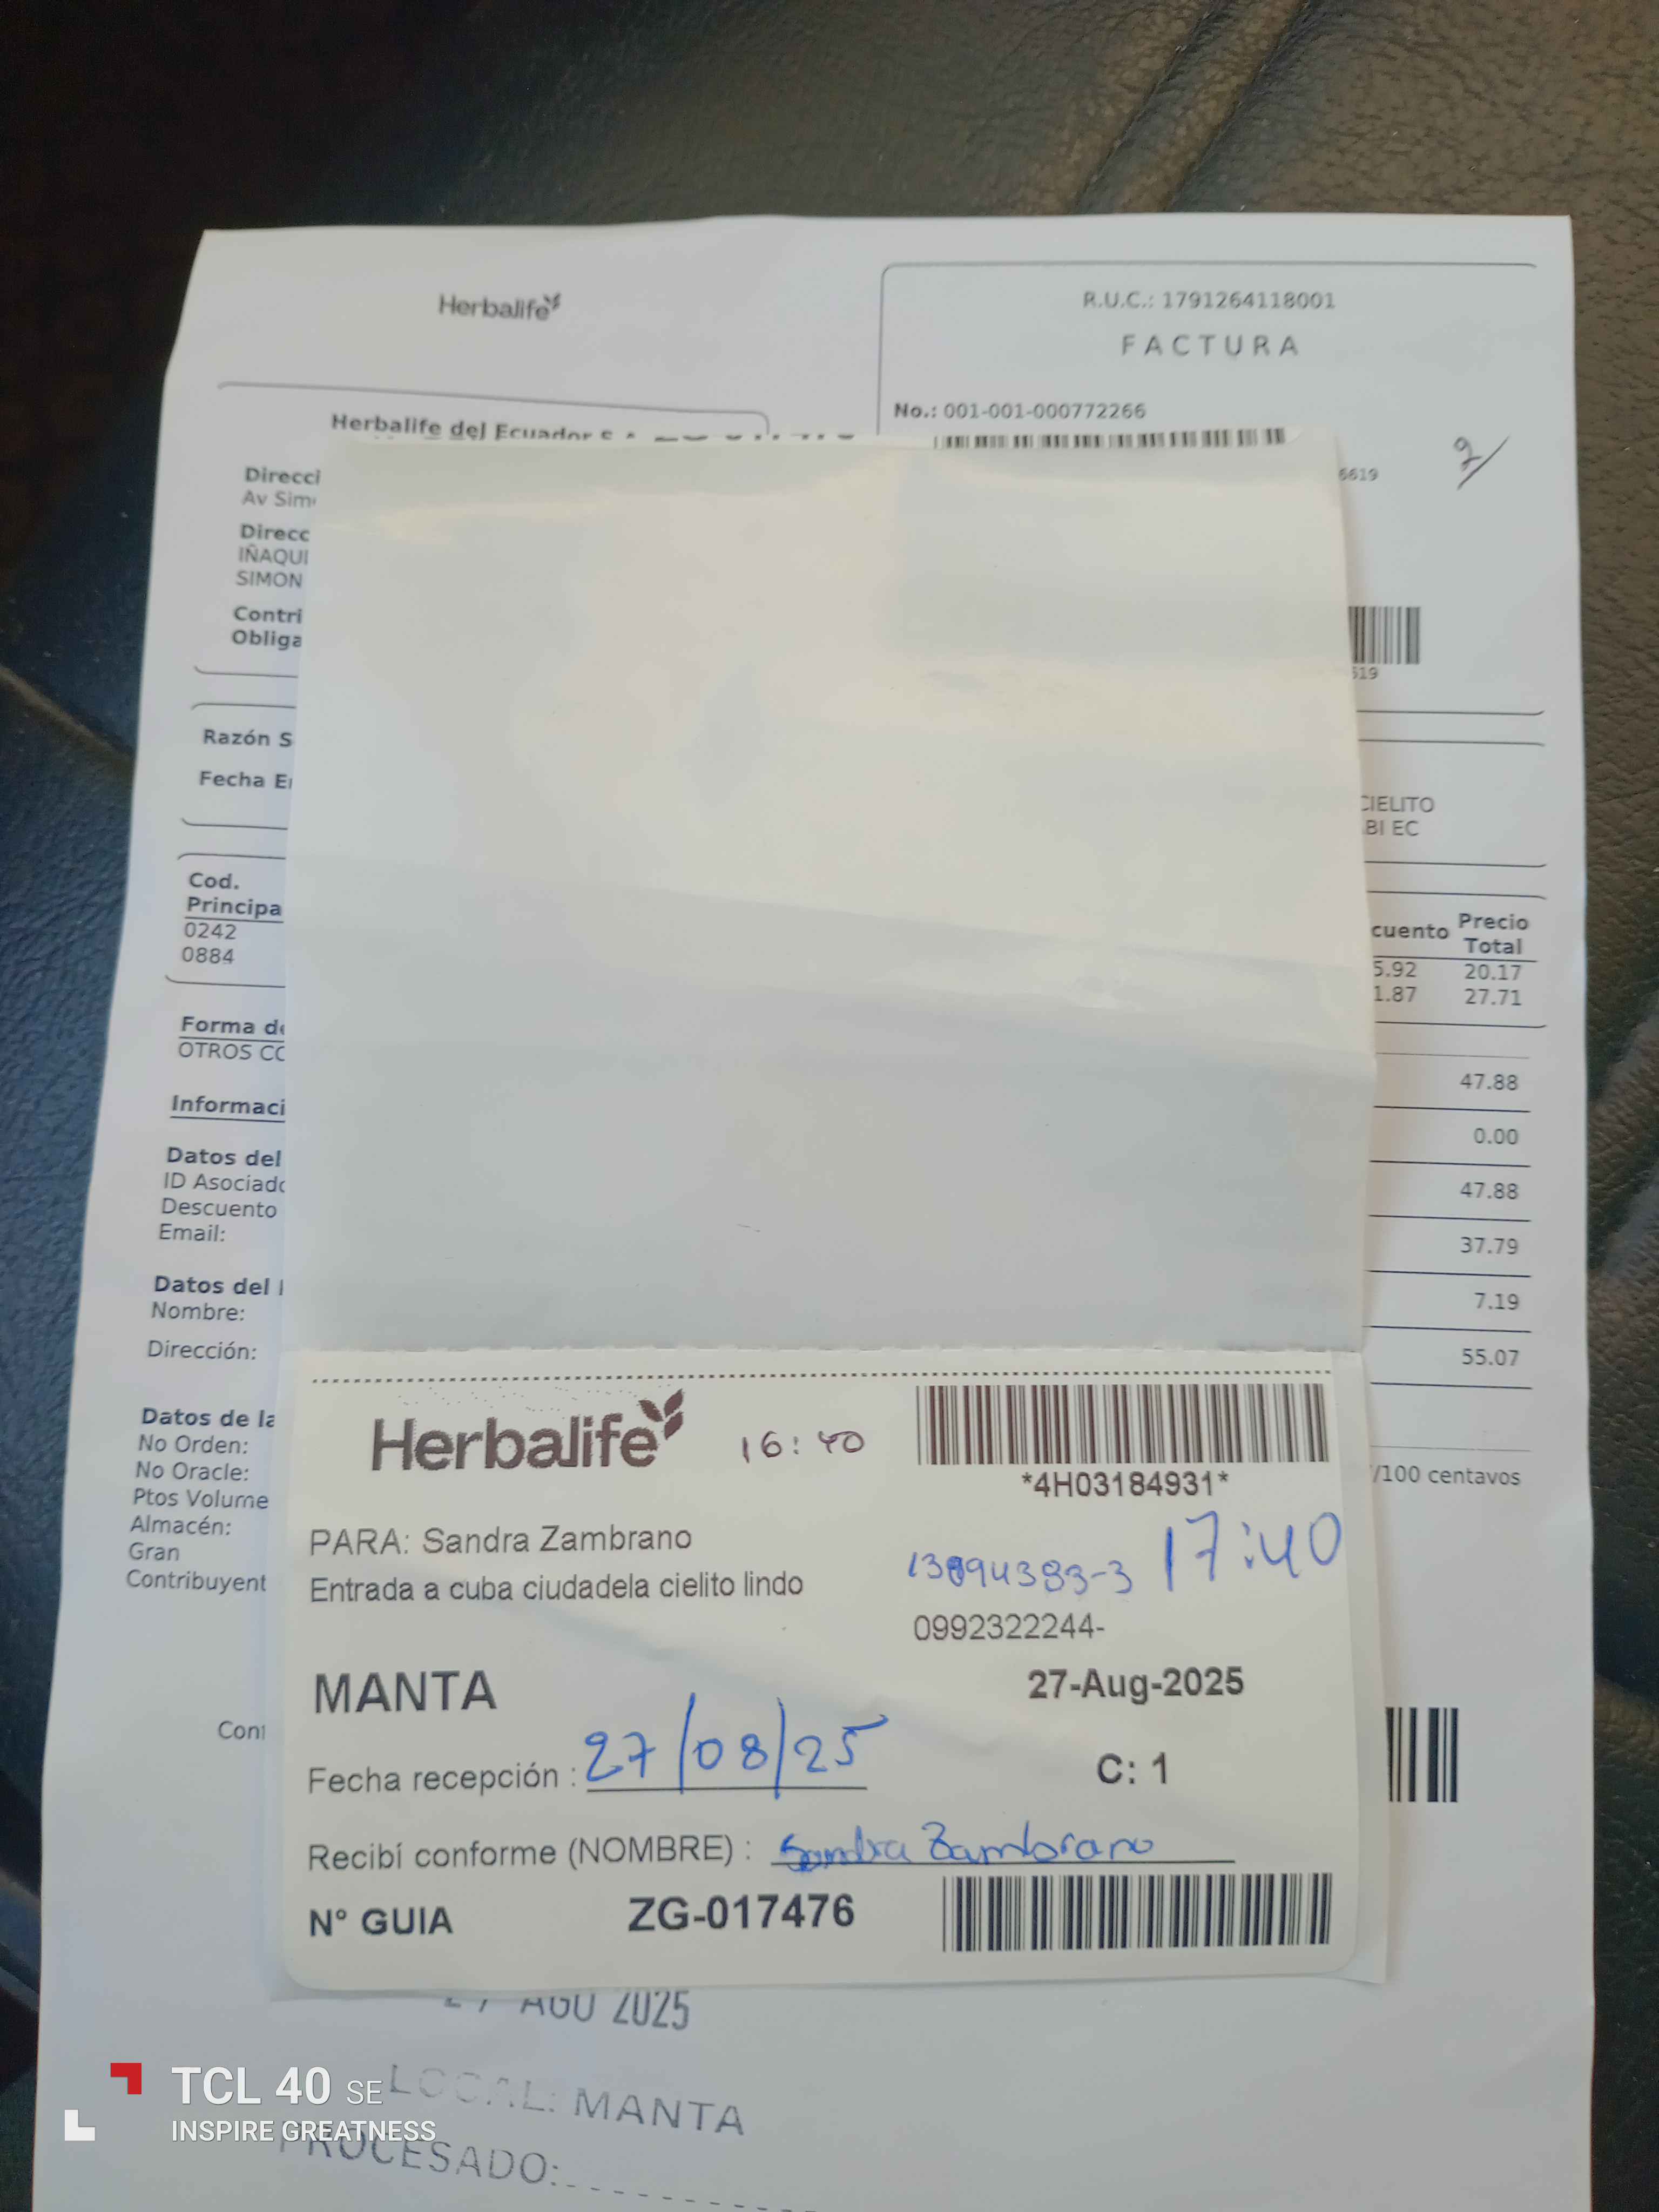 Herbalife
R.U.C.: 1791264118001
FACTURA
No.: 001-001-000772266
Herbalife del Ecuador S.A.
6619
2/
Direcci
Av Sim
Direcc
IÑAQUI
SIMON
Contri
Obliga
619
Razón S
Fecha E
CIELITO
BI EC
Cod.
Principa
cuento Precio
Total
0242 5.92 20.17
0884 1.87 27.71
Forma de
OTROS CO
47.88
Informaci
0.00
Datos del
ID Asociado
47.88
Descuento
Email:
37.79
Datos del
Nombre:
7.19
Dirección:
55.07
Herbalife 16:40
*4H03184931*
Datos de la
No Orden:
No Oracle:
/100 centavos
Ptos Volume
Almacén:
Gran
Contribuyent
PARA: Sandra Zambrano
17:40
Entrada a cuba ciudadela cielito lindo
0992322244-
MANTA
27-Aug-2025
Cont
Fecha recepción : 27/08/25
C: 1
Recibí conforme (NOMBRE) : Sandra Zambrano
N° GUIA ZG-017476
27 AGO 2025
LOCAL: MANTA
PROCESADO:
TCL 40 SE
INSPIRE GREATNESS